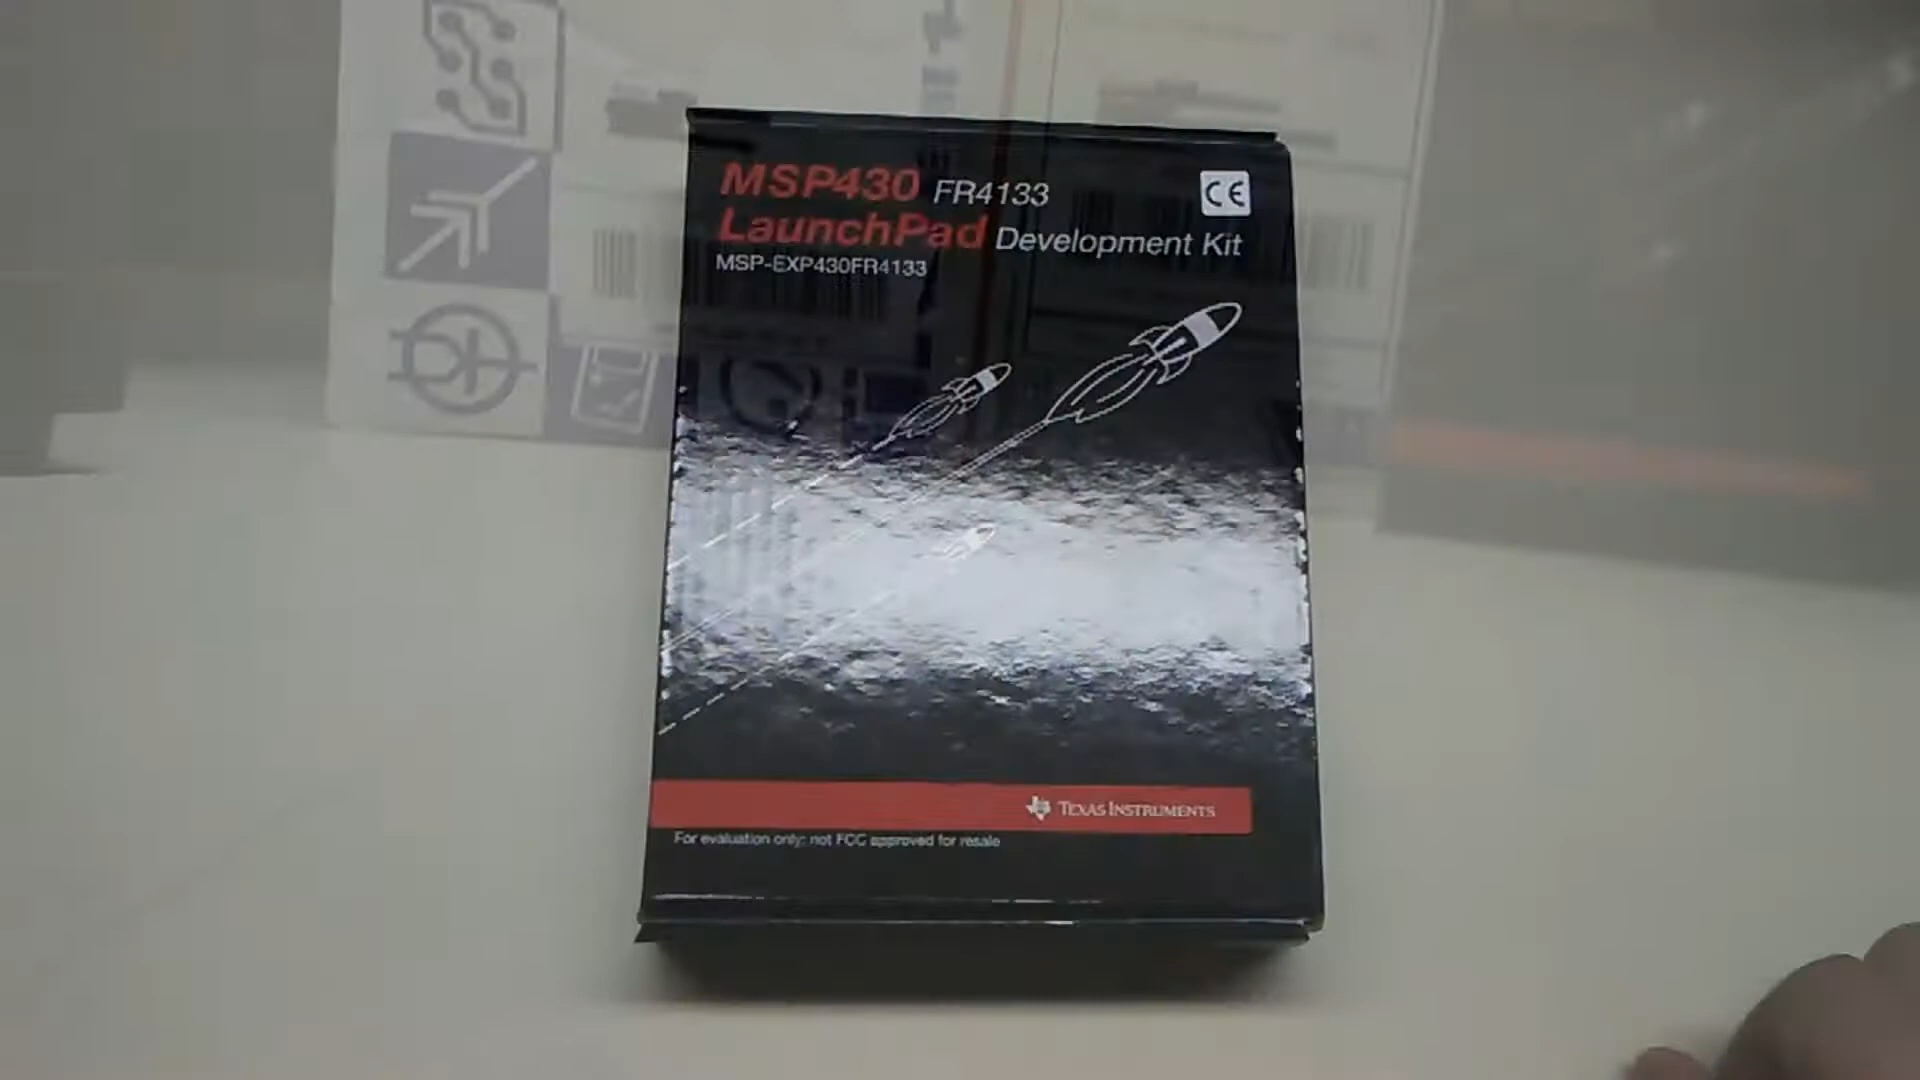 MSP430 FR4133
LaunchPad Development Kit
MSP-EXP430FR4133
CE
TEXAS INSTRUMENTS
For evaluation only; not FCC approved for resale